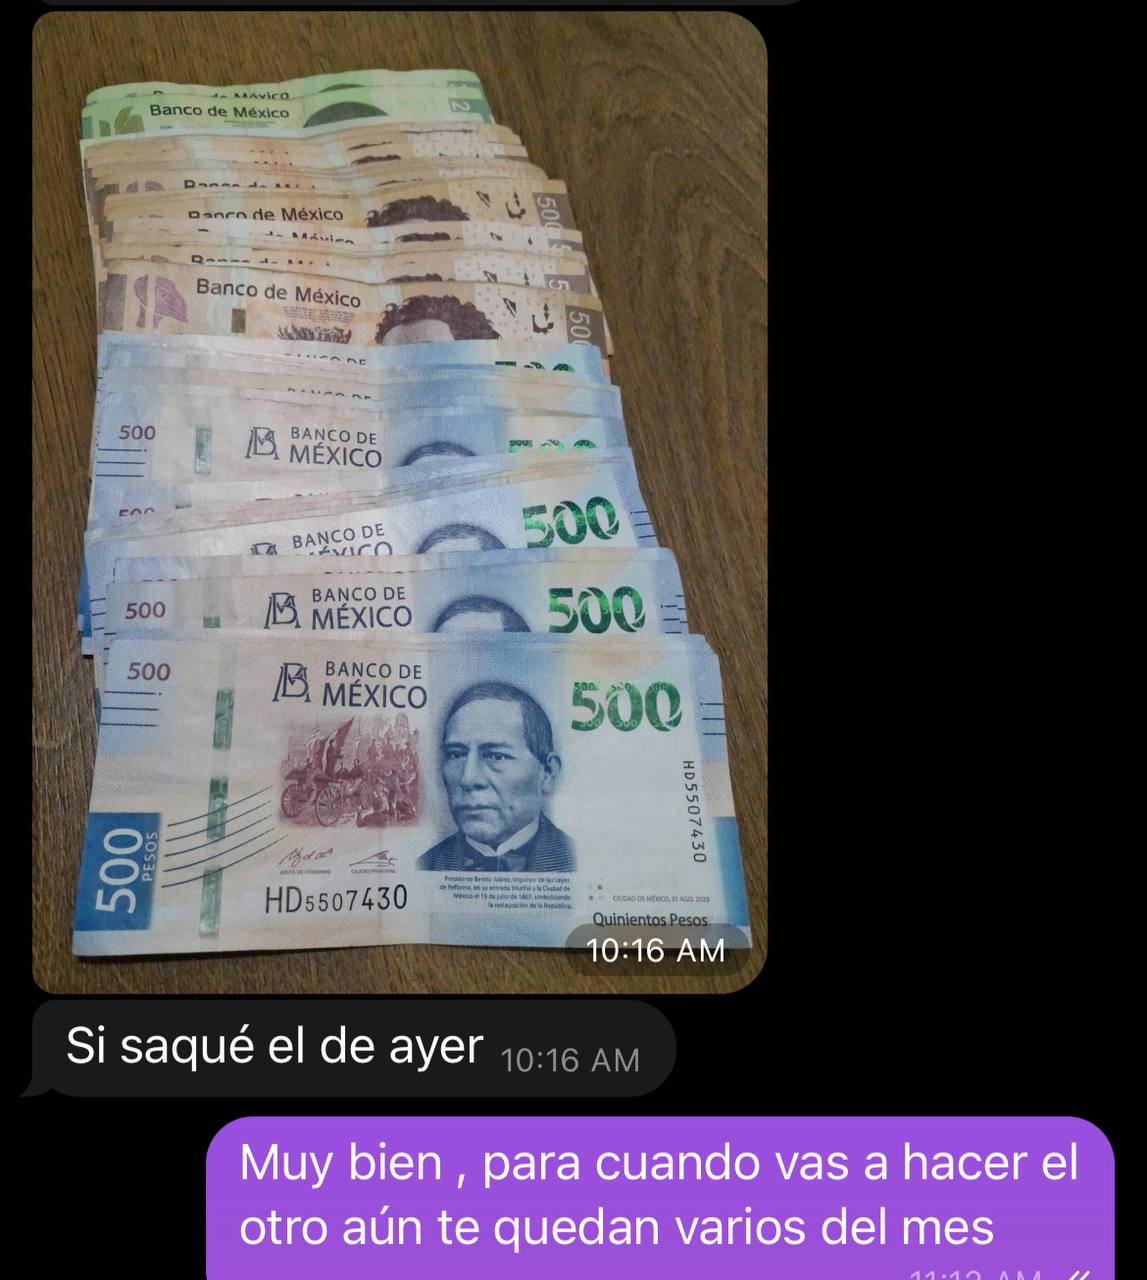 Banco de México
Banco de México
Banco de México
500
BANCO DE
MÉXICO
500
BANCO DE
500
500
BANCO DE
MÉXICO
500
500
BANCO DE
MÉXICO
500
HD5507430
500
PESOS
HD5507430
Quinientos Pesos
10:16 AM
Si saqué el de ayer 10:16 AM
Muy bien , para cuando vas a hacer el
otro aún te quedan varios del mes